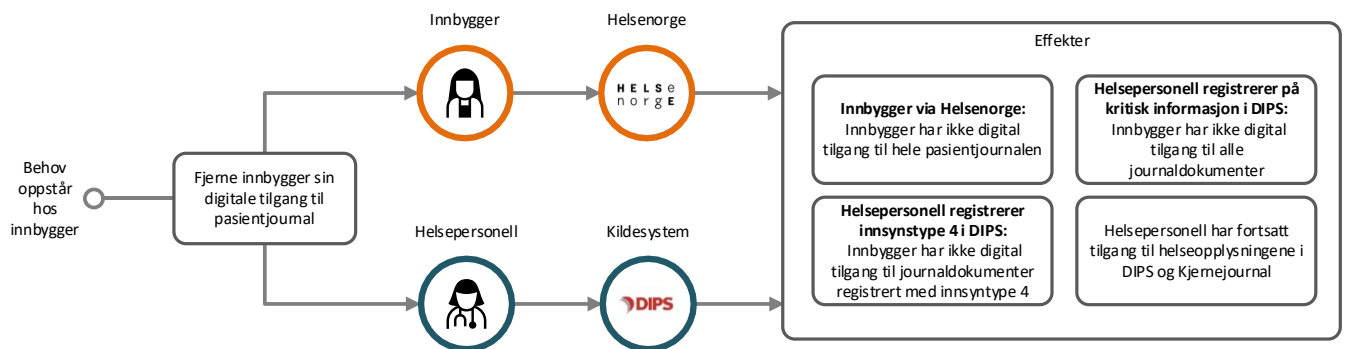 Behov
oppstår
hos
innbygger
Fjerne innbygger sin
digitale tilgang til
pasientjournal
Innbygger
Helsenorge
HELSe
norgE
Helsepersonell
Kildesystem
DIPS
Effekter
Innbygger via Helsenorge:
Innbygger har ikke digital
tilgang til hele pasientjournalen
Helsepersonell registrerer på
kritisk informasjon i DIPS:
Innbygger har ikke digital
tilgang til alle
journaldokumenter
Helsepersonell registrerer
innsynstype 4 i DIPS:
Innbygger har ikke digital
tilgang til journaldokumenter
registrert med innsyntype 4
Helsepersonell har fortsatt
tilgang til helseopplysningene i
DIPS og Kjernejournal